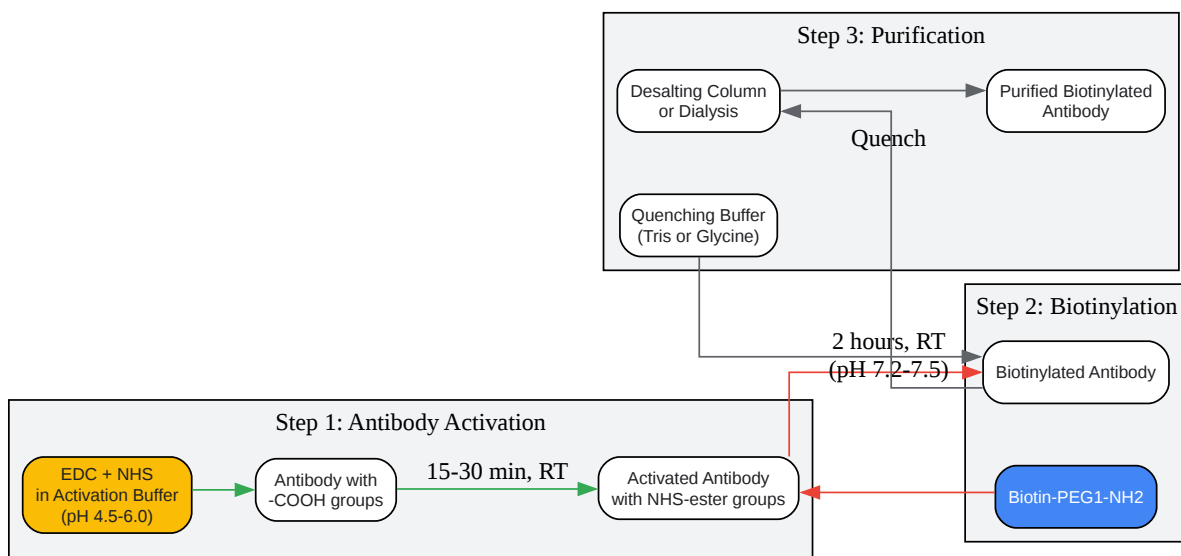 Step 3: Purification
Desalting Column
or Dialysis
Purified Biotinylated
Antibody
Quench
Quenching Buffer
(Tris or Glycine)
Step 2: Biotinylation
2 hours, RT
(pH 7.2-7.5)
Biotinylated Antibody
Step 1: Antibody Activation
EDC + NHS
in Activation Buffer
(pH 4.5-6.0)
Antibody with
-COOH groups
15-30 min, RT
Activated Antibody
with NHS-ester groups
Biotin-PEG1-NH2